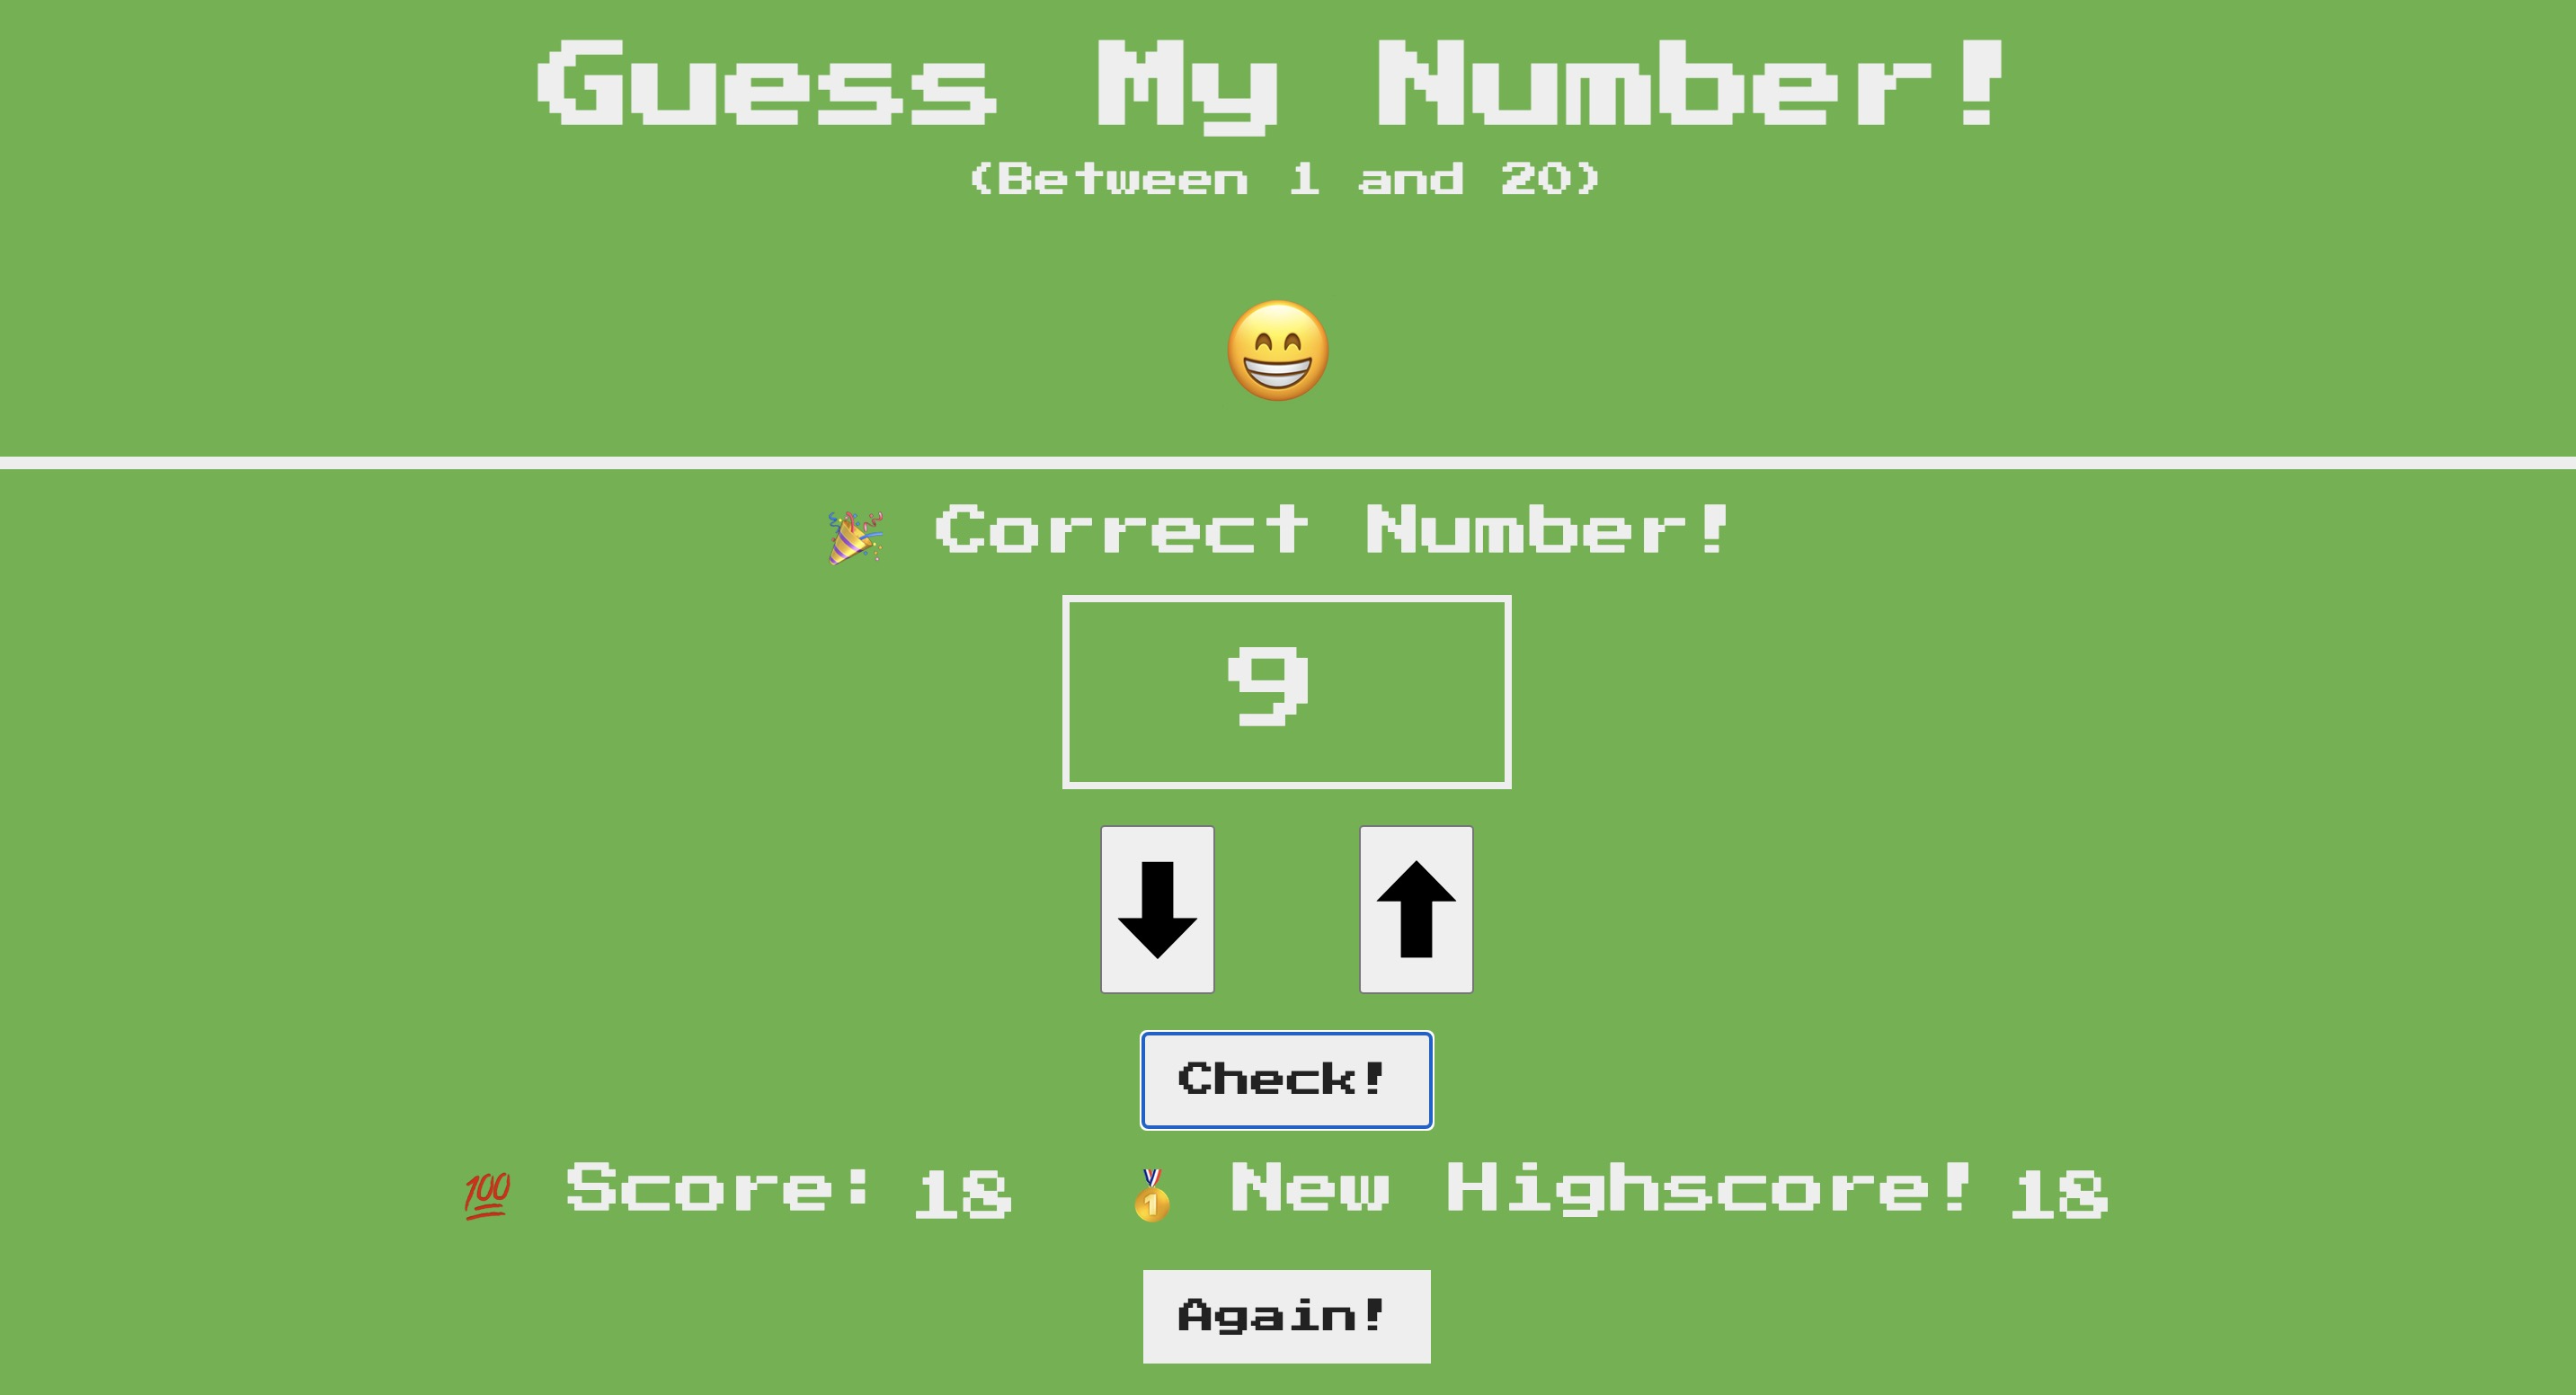 Guess My Number!
(Between 1 and 20)
😁
🎉 Correct Number!
9
⬇ ⬆
Check!
💯 Score: 18 🥇 New Highscore! 18
Again!